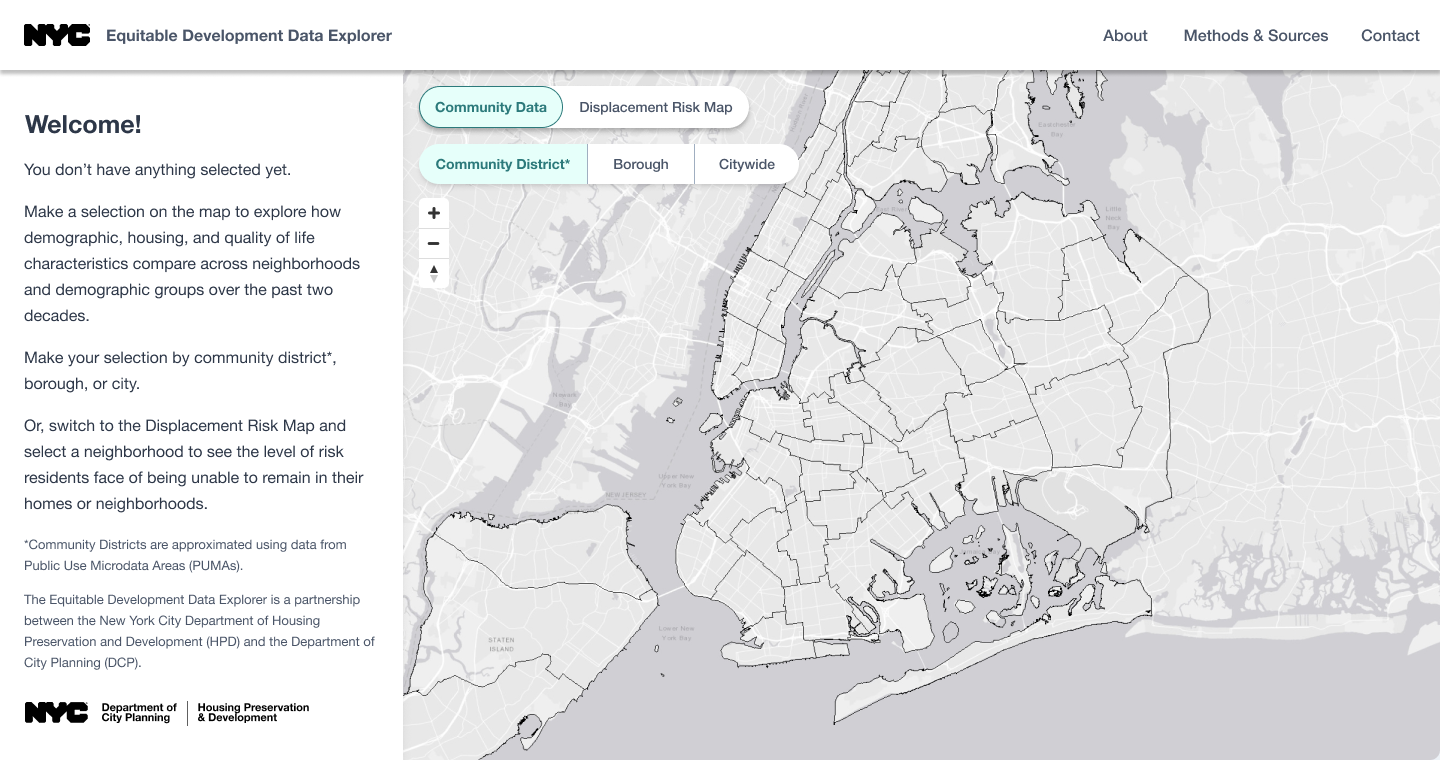 NYC Equitable Development Data Explorer
About
Methods & Sources
Contact
Welcome!
You don’t have anything selected yet.
Make a selection on the map to explore how
demographic, housing, and quality of life
characteristics compare across neighborhoods
and demographic groups over the past two
decades.
Make your selection by community district*,
borough, or city.
Or, switch to the Displacement Risk Map and
select a neighborhood to see the level of risk
residents face of being unable to remain in their
homes or neighborhoods.
*Community Districts are approximated using data from
Public Use Microdata Areas (PUMAs).
The Equitable Development Data Explorer is a partnership
between the New York City Department of Housing
Preservation and Development (HPD) and the Department of
City Planning (DCP).
NYC
Department of
City Planning
Housing Preservation
& Development
Community Data
Displacement Risk Map
Community District*
Borough
Citywide
Eastchester
Bay
Little
Neck
Bay
Newark
Bay
Upper New
York Bay
NEW JERSEY
Lower New
York Bay
STATEN
ISLAND